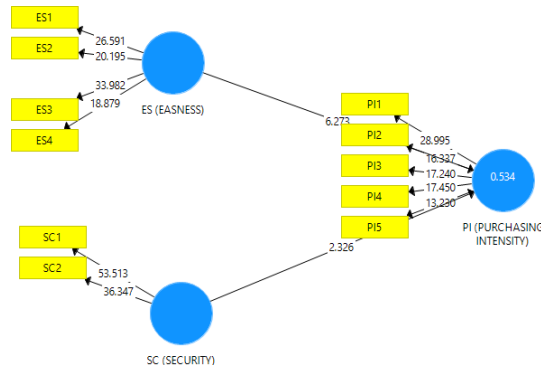 ES1
26.591
ES2
20.195
33.982
ES3
18.879
ES4
ES (EASNESS)
6.273
PI1
28.995
PI2
16.337
PI3
17.240
PI4
17.450
13.230
PI5
0.534
PI (PURCHASING
INTENSITY)
2.326
SC1
53.513
SC2
36.347
SC (SECURITY)